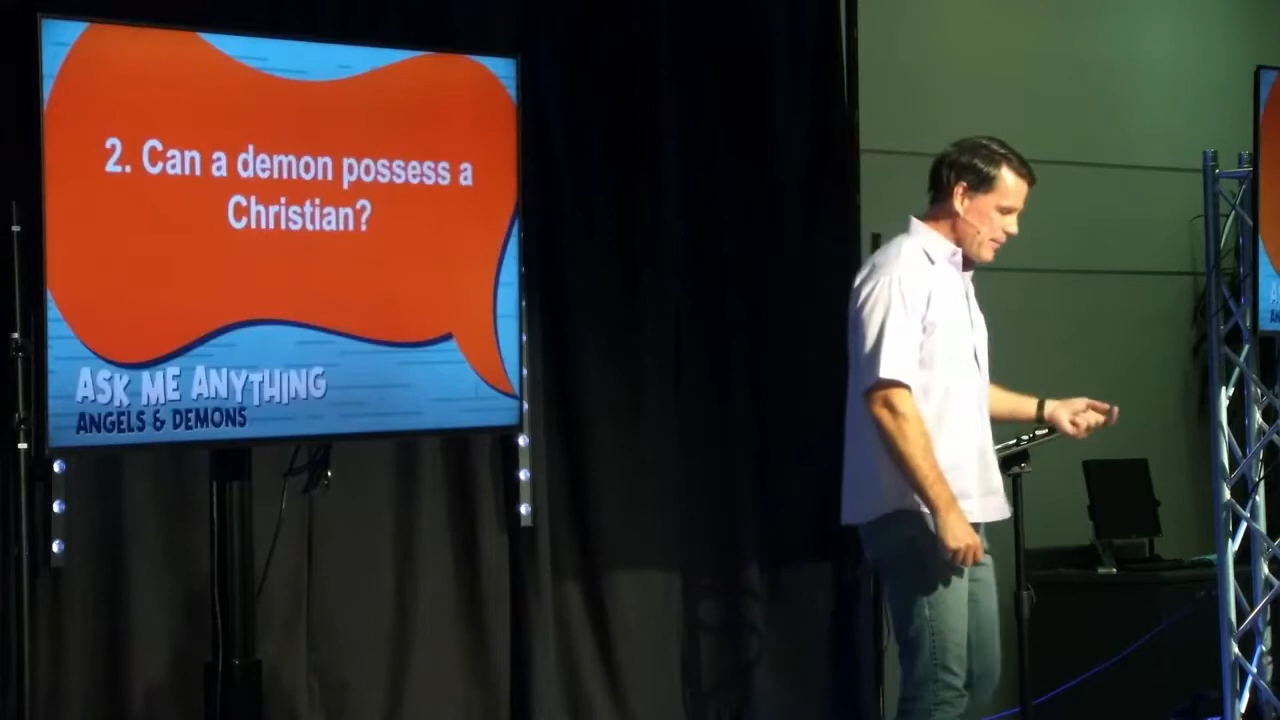 2. Can a demon possess a
Christian?
ASK ME ANYTHING
ANGELS & DEMONS